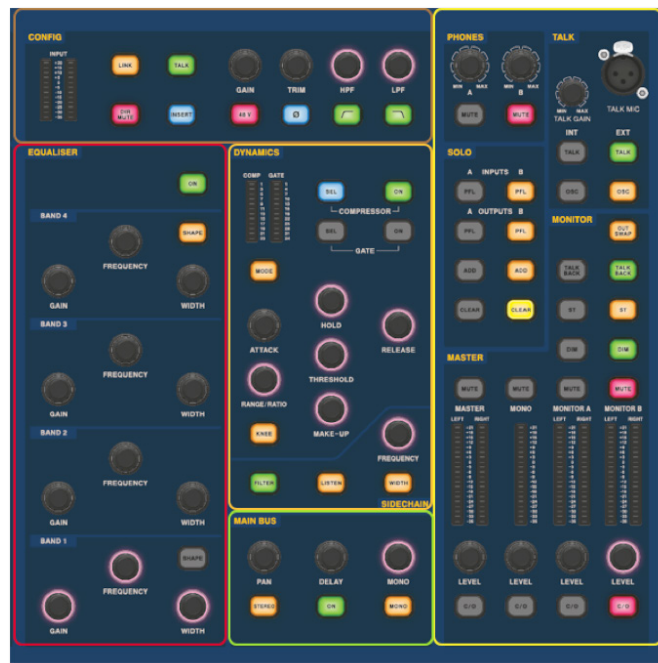 CONFIG
INPUT
LINK
TALK
GAIN
TRIM
HPF
LPF
DIR MUTE
INSERT
48 V
Ø
EQUALISER
ON
BAND 4
SHAPE
FREQUENCY
GAIN
WIDTH
BAND 3
FREQUENCY
GAIN
WIDTH
BAND 2
FREQUENCY
GAIN
WIDTH
BAND 1
SHAPE
FREQUENCY
GAIN
WIDTH
DYNAMICS
COMP GATE
SEL
ON
COMPRESSOR
SEL
ON
GATE
MODE
HOLD
ATTACK
RELEASE
THRESHOLD
RANGE/RATIO
MAKE-UP
KNEE
FREQUENCY
FILTER
LISTEN
WIDTH
SIDECHAIN
MAIN BUS
PAN
DELAY
MONO
STEREO
ON
MONO
PHONES
MIN MAX
MIN MAX
A B
MUTE
MUTE
TALK
MIN MAX
TALK GAIN
TALK MIC
INT EXT
TALK
TALK
OSC
OSC
SOLO
A INPUTS B
PFL
PFL
A OUTPUTS B
PFL
PFL
ADD
ADD
CLEAR
CLEAR
MONITOR
OUT SWAP
TALK BACK
TALK BACK
ST
ST
DIM
DIM
MASTER
MUTE
MUTE
MUTE
MUTE
MASTER MONO MONITOR A MONITOR B
LEFT RIGHT LEFT RIGHT LEFT RIGHT
LEVEL LEVEL LEVEL LEVEL
C/O
C/O
C/O
C/O